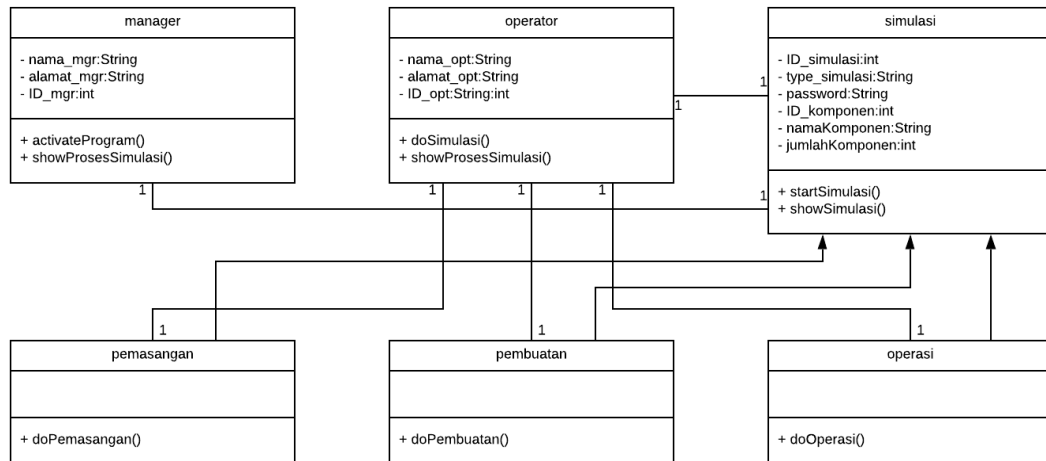 manager
- nama_mgr:String
- alamat_mgr:String
- ID_mgr:int
+ activateProgram()
+ showProsesSimulasi()
operator
- nama_opt:String
- alamat_opt:String
- ID_opt:String:int
+ doSimulasi()
+ showProsesSimulasi()
simulasi
- ID_simulasi:int
- type_simulasi:String
- password:String
- ID_komponen:int
- namaKomponen:String
- jumlahKomponen:int
+ startSimulasi()
+ showSimulasi()
1
1
1
1
1
1
1
1
1
1
pemasangan
+ doPemasangan()
pembuatan
+ doPembuatan()
operasi
+ doOperasi()